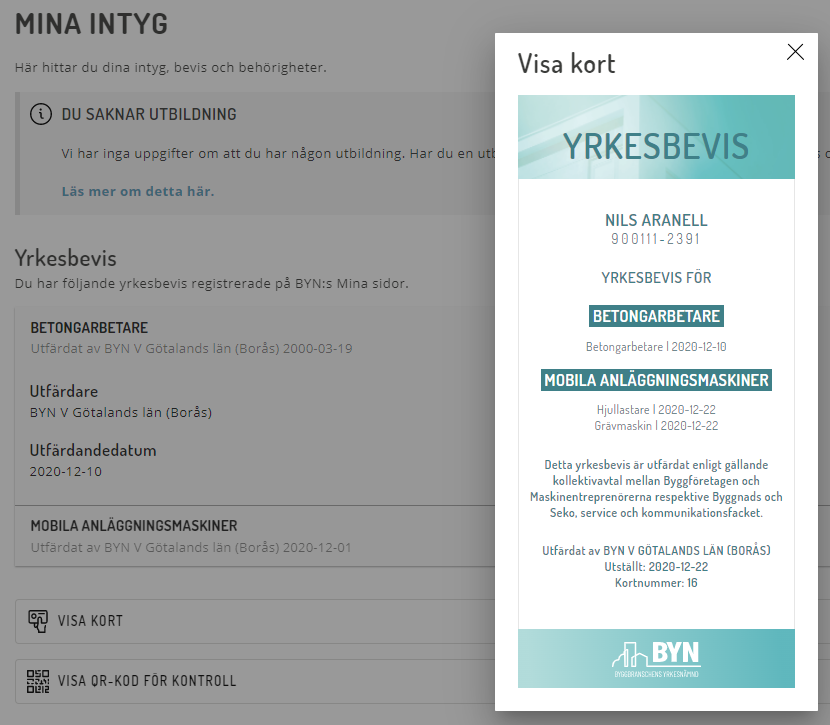 MINA INTYG
Här hittar du dina intyg, bevis och behörigheter.
DU SAKNAR UTBILDNING
Vi har inga uppgifter om att du har någon utbildning. Har du en
Läs mer om detta här.
Yrkesbevis
Du har följande yrkesbevis registrerade på BYN:s Mina sidor.
BETONGARBETARE
Utfärdat av BYN V Götalands län (Borås) 2000-03-19
Utfärdare
BYN V Götalands län (Borås)
Utfärdandedatum
2020-12-10
MOBILA ANLÄGGNINGSMASKINER
Utfärdat av BYN V Götalands län (Borås) 2020-12-01
VISA KORT
VISA QR-KOD FÖR KONTROLL
Visa kort
YRKESBEVIS
NILS ARANELL
900111-2391
YRKESBEVIS FÖR
BETONGARBETARE
Betongarbetare | 2020-12-10
MOBILA ANLÄGGNINGSMASKINER
Hjullastare | 2020-12-22
Grävmaskin | 2020-12-22
Detta yrkesbevis är utfärdat enligt gällande
kollektivavtal mellan Byggföretagen och
Maskinentreprenörerna respektive Byggnads och
Seko, service och kommunikationsfacket.
Utfärdat av BYN V GÖTALANDS LÄN (BORÅS)
Utställt: 2020-12-22
Kortnummer: 16
BYN
BYGGBRANSCHENS YRKESNÄMND